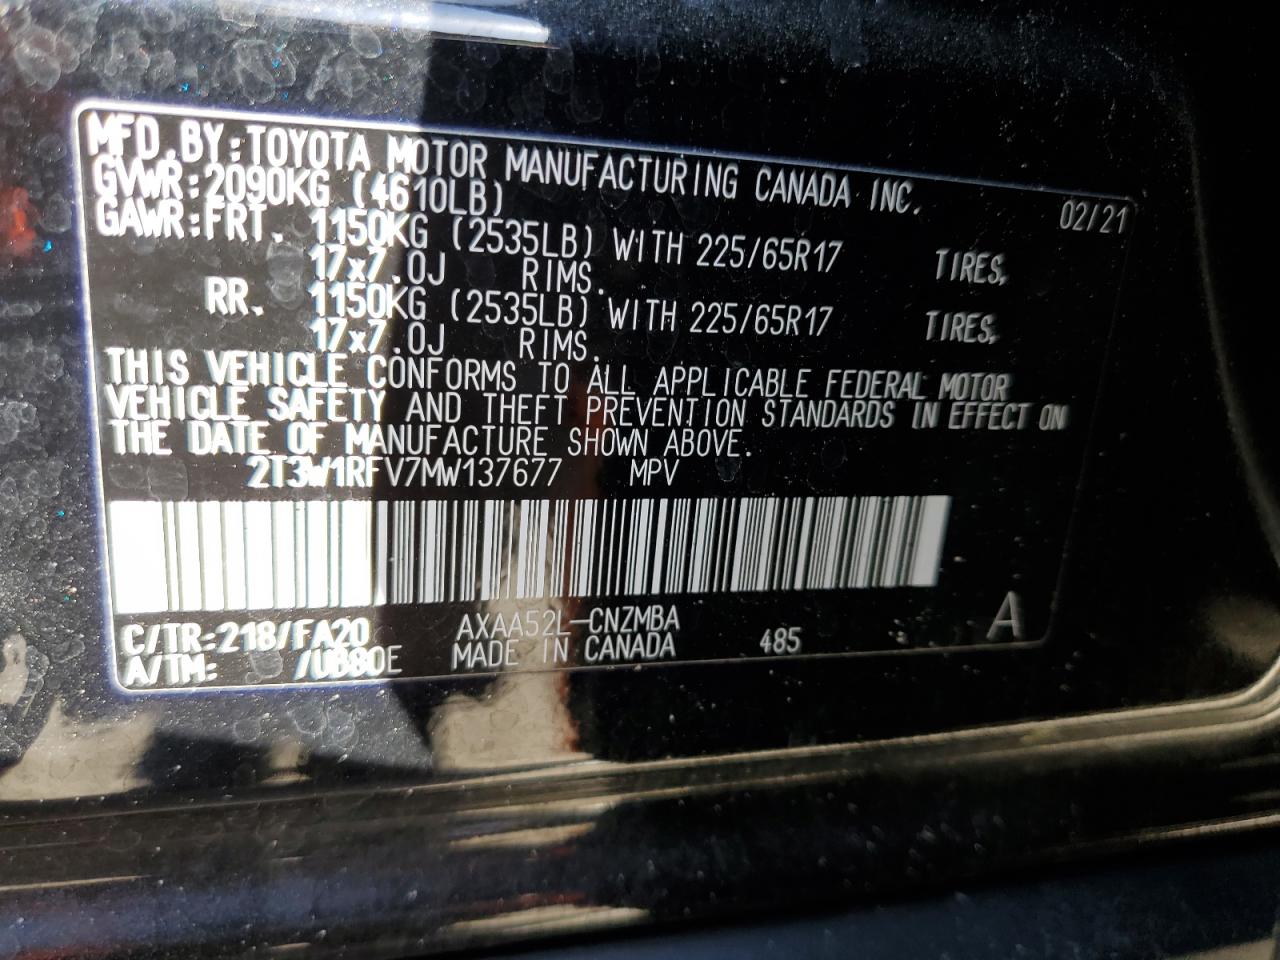 MFD.BY:TOYOTA MOTOR MANUFACTURING CANADA INC. 02/21
GVWR:2090KG (4610LB)
GAWR:FRT. 1150KG (2535LB) WITH 225/65R17 TIRES,
17x7.0J RIMS.
RR. 1150KG (2535LB) WITH 225/65R17 TIRES,
17x7.0J RIMS.
THIS VEHICLE CONFORMS TO ALL APPLICABLE FEDERAL MOTOR
VEHICLE SAFETY AND THEFT PREVENTION STANDARDS IN EFFECT ON
THE DATE OF MANUFACTURE SHOWN ABOVE.
2T3W1RFV7MW137677 MPV
C/TR:218/FA20 AXAA52L-CNZMBA 485 A
A/TM: /UB80E MADE IN CANADA